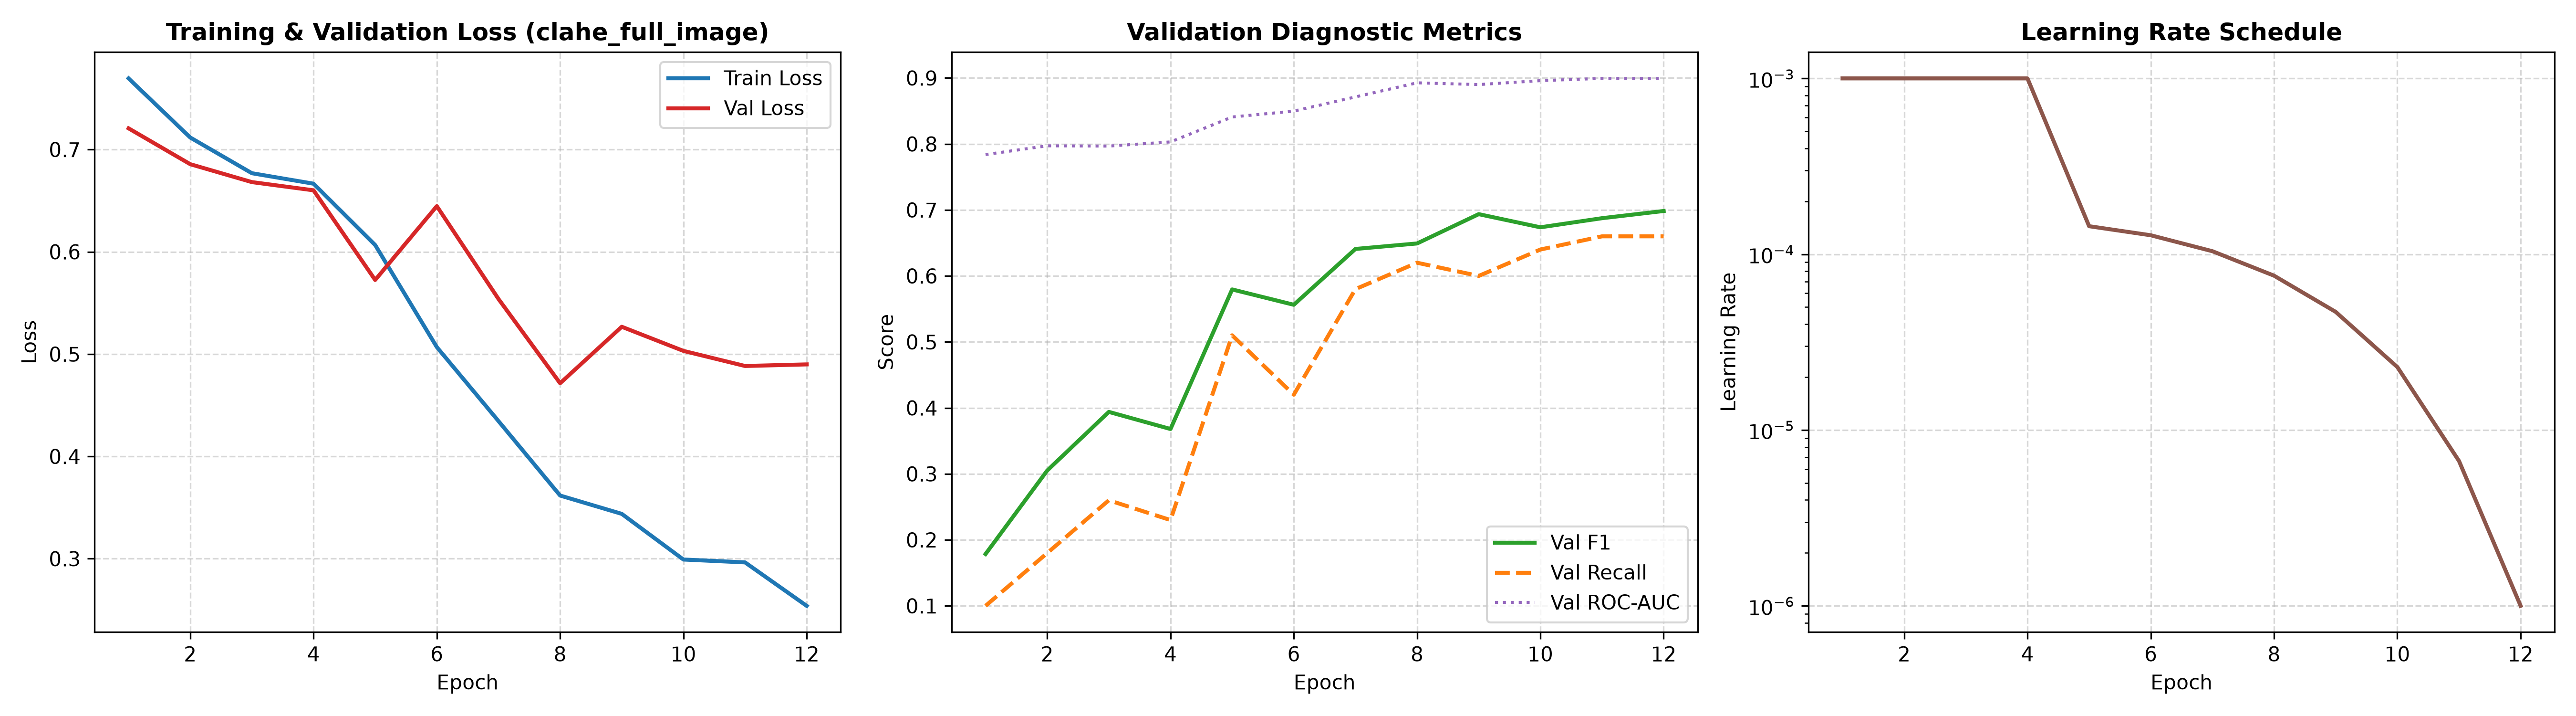 Training & Validation Loss (clahe_full_image)
Train Loss
Val Loss
0.7
0.6
0.5
0.4
0.3
Loss
2 4 6 8 10 12
Epoch
Validation Diagnostic Metrics
0.9
0.8
0.7
0.6
0.5
0.4
0.3
0.2
0.1
Score
Val F1
Val Recall
Val ROC-AUC
2 4 6 8 10 12
Epoch
Learning Rate Schedule
10⁻³
10⁻⁴
10⁻⁵
10⁻⁶
Learning Rate
2 4 6 8 10 12
Epoch